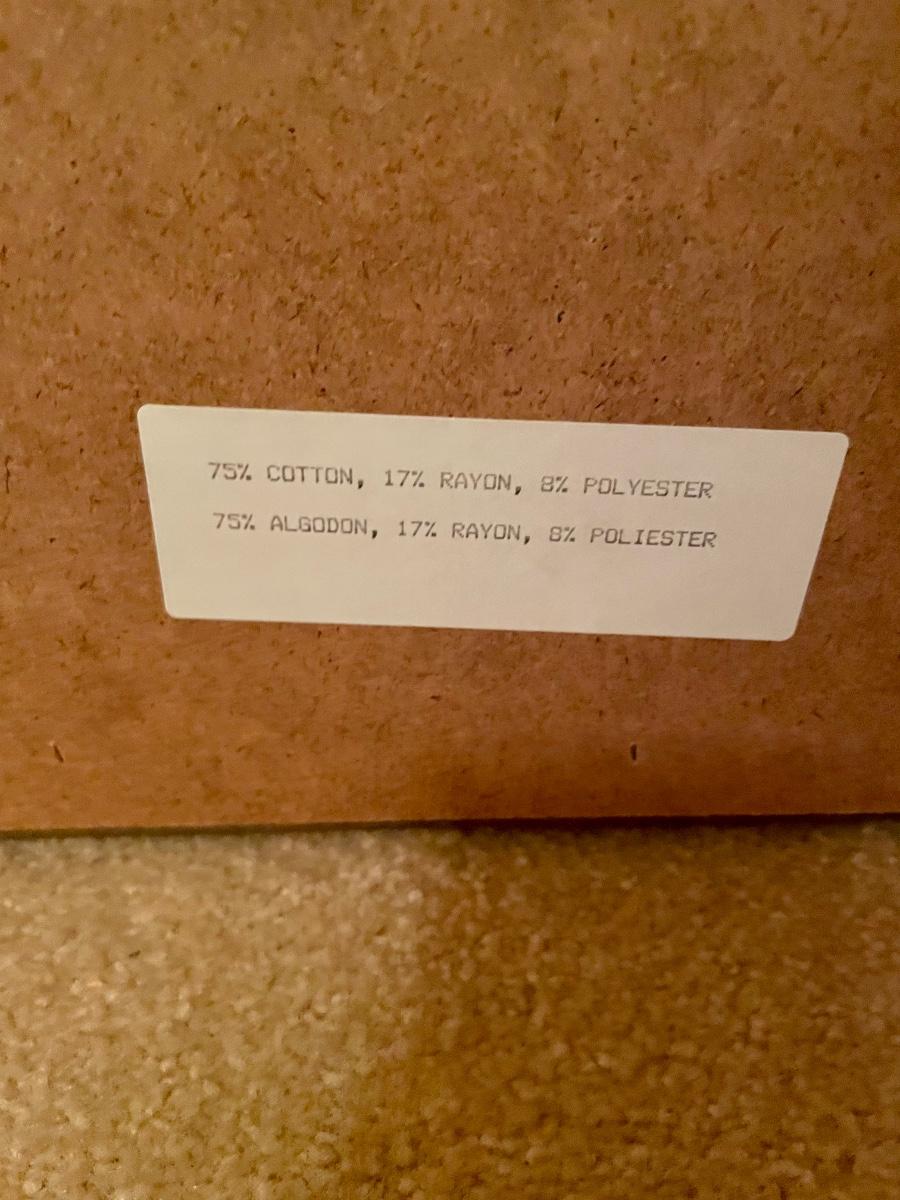 75% COTTON, 17% RAYON, 8% POLYESTER
75% ALGODON, 17% RAYON, 8% POLIESTER